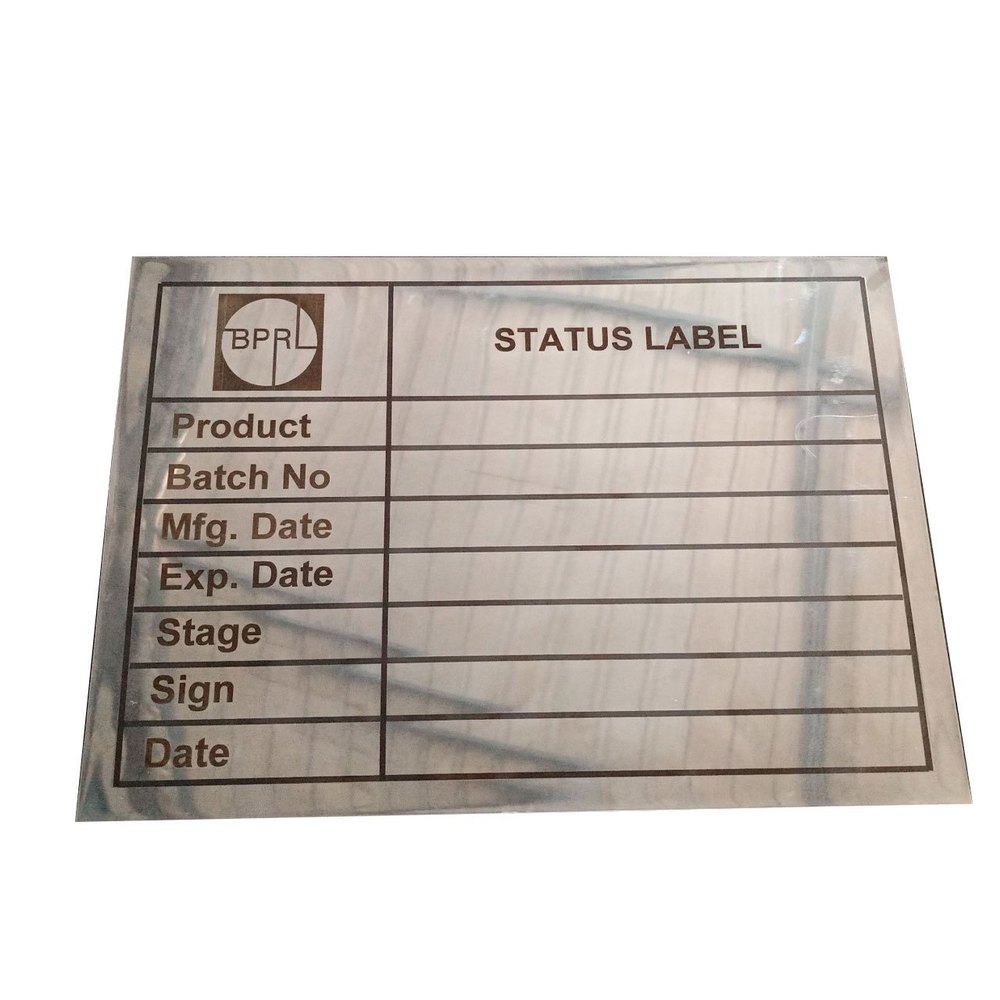 BPRL
STATUS LABEL
Product
Batch No
Mfg. Date
Exp. Date
Stage
Sign
Date